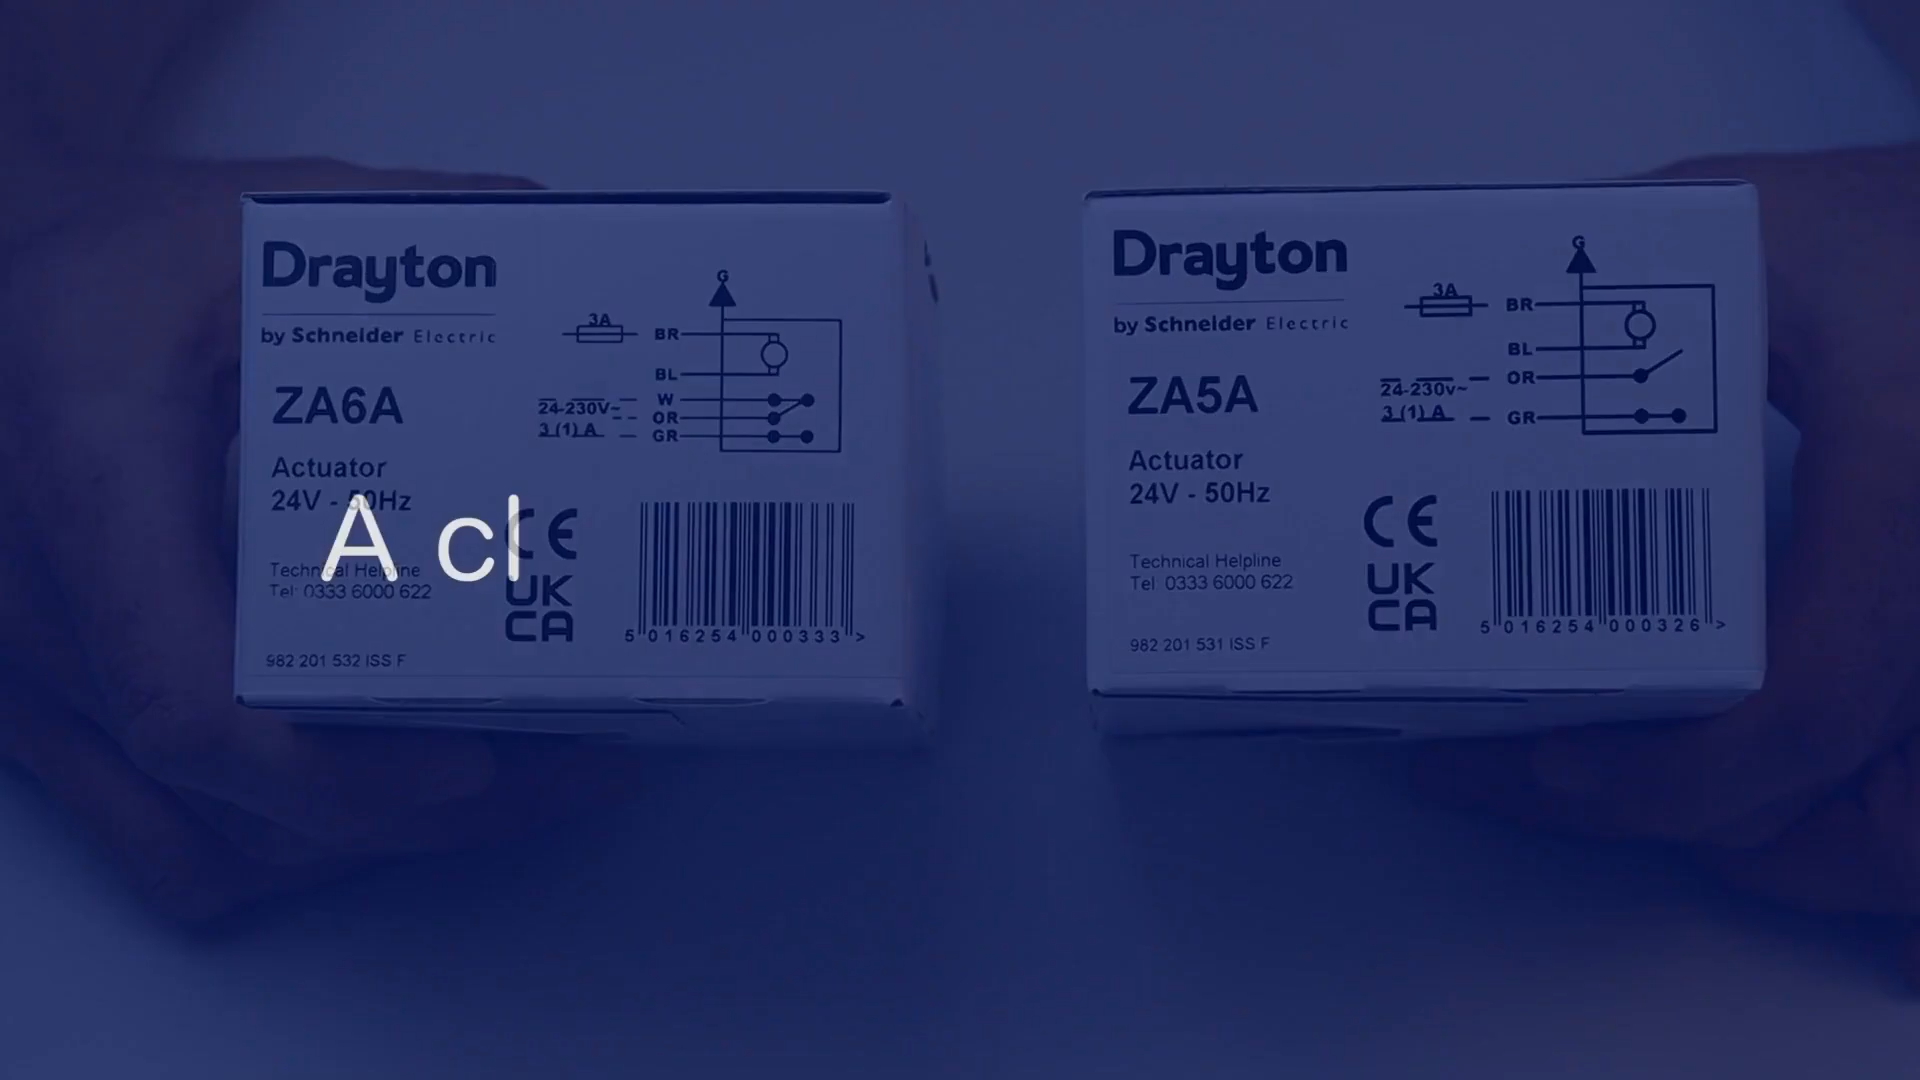 Drayton
by Schneider Electric
ZA6A
Actuator
24V - 50Hz
Technical Helpline
Tel: 0333 6000 622
982 201 532 ISS F
3A
G
BR
BL
W
OR
GR
24-230V~
3 (1) A
CE
UK
CA
5 016254 000333 >
A cl
Drayton
by Schneider Electric
ZA5A
Actuator
24V - 50Hz
Technical Helpline
Tel: 0333 6000 622
982 201 531 ISS F
3A
G
BR
BL
OR
GR
24-230v~
3 (1) A
CE
UK
CA
5 016254 000326 >